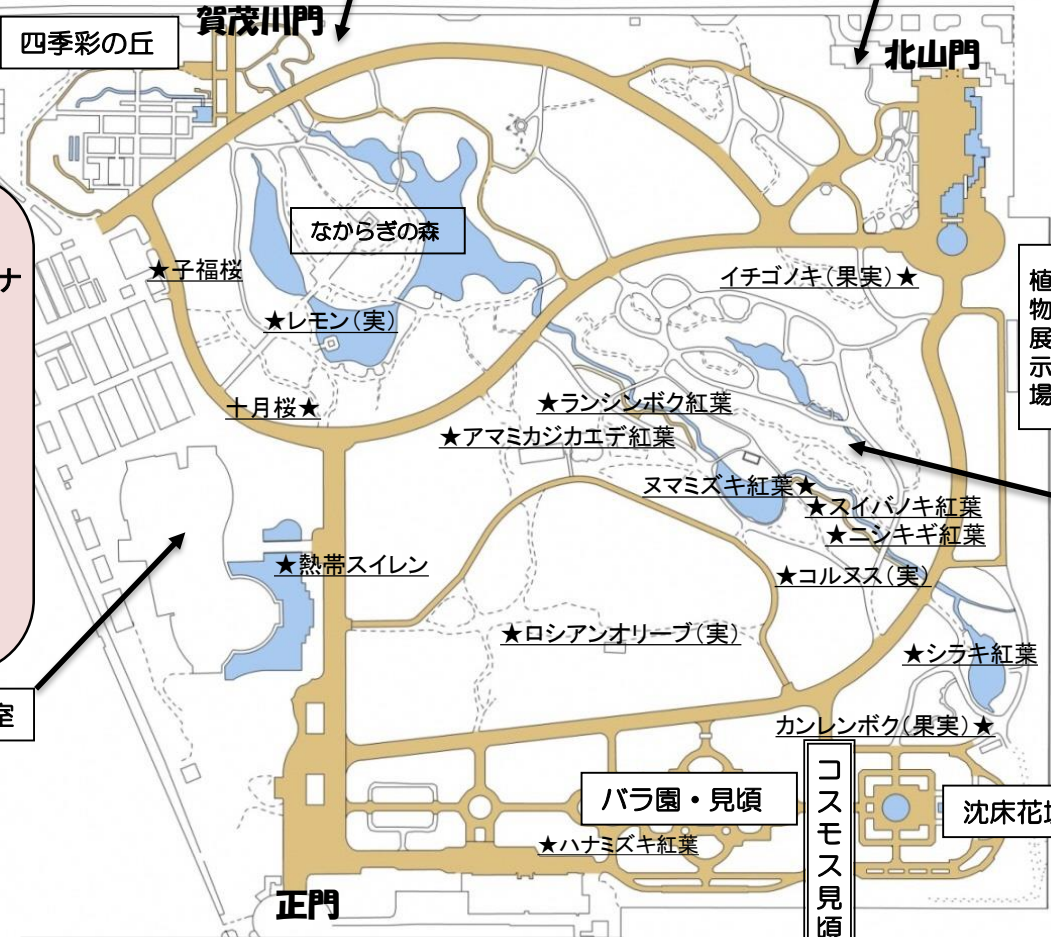 賀茂川門
四季彩の丘
北山門
ナ
なからぎの森
★子福桜
イチゴノキ(果実)★
植物展示場
★レモン(実)
十月桜★
★ランシンボク紅葉
★アマミカジカエデ紅葉
ヌマミズキ紅葉★
★スイバノキ紅葉
★ニシキギ紅葉
★熱帯スイレン
★コルヌス(実)
★ロシアンオリーブ(実)
★シラキ紅葉
室
カンレンボク(果実)★
コスモス見頃
バラ園・見頃
沈床花壇
★ハナミズキ紅葉
正門